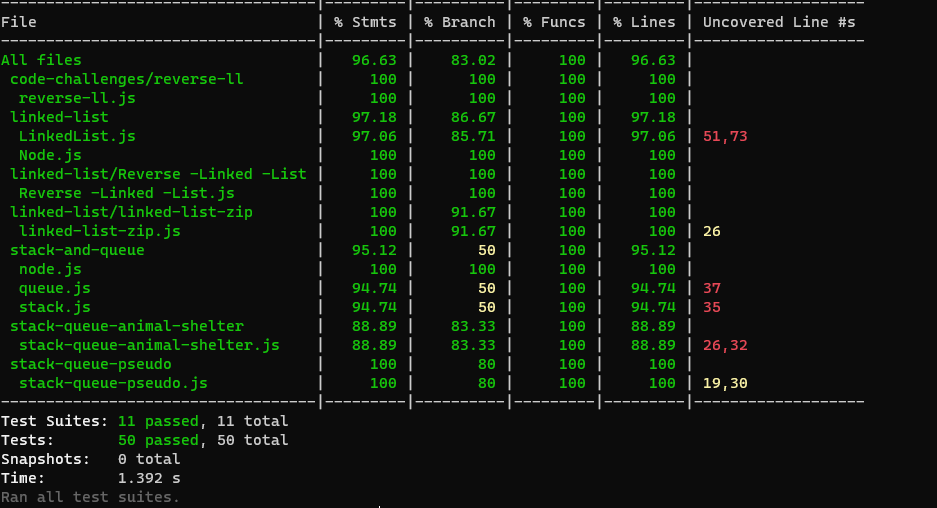 ---------------------------------|---------|----------|---------|---------|-------------------
File                               | % Stmts | % Branch | % Funcs | % Lines | Uncovered Line #s
-----------------------------------|---------|----------|---------|---------|-------------------
All files                          |   96.63 |    83.02 |     100 |   96.63 |
 code-challenges/reverse-ll        |     100 |      100 |     100 |     100 |
  reverse-ll.js                    |     100 |      100 |     100 |     100 |
 linked-list                       |   97.18 |    86.67 |     100 |   97.18 |
  LinkedList.js                    |   97.06 |    85.71 |     100 |   97.06 | 51,73
  Node.js                          |     100 |      100 |     100 |     100 |
 linked-list/Reverse -Linked -List |     100 |      100 |     100 |     100 |
  Reverse -Linked -List.js         |     100 |      100 |     100 |     100 |
 linked-list/linked-list-zip       |     100 |    91.67 |     100 |     100 |
  linked-list-zip.js               |     100 |    91.67 |     100 |     100 | 26
 stack-and-queue                   |   95.12 |       50 |     100 |   95.12 |
  node.js                          |     100 |      100 |     100 |     100 |
  queue.js                         |   94.74 |       50 |     100 |   94.74 | 37
  stack.js                         |   94.74 |       50 |     100 |   94.74 | 35
 stack-queue-animal-shelter        |   88.89 |    83.33 |     100 |   88.89 |
  stack-queue-animal-shelter.js    |   88.89 |    83.33 |     100 |   88.89 | 26,32
 stack-queue-pseudo                |     100 |       80 |     100 |     100 |
  stack-queue-pseudo.js            |     100 |       80 |     100 |     100 | 19,30
-----------------------------------|---------|----------|---------|---------|-------------------
Test Suites: 11 passed, 11 total
Tests:       50 passed, 50 total
Snapshots:   0 total
Time:        1.392 s
Ran all test suites.